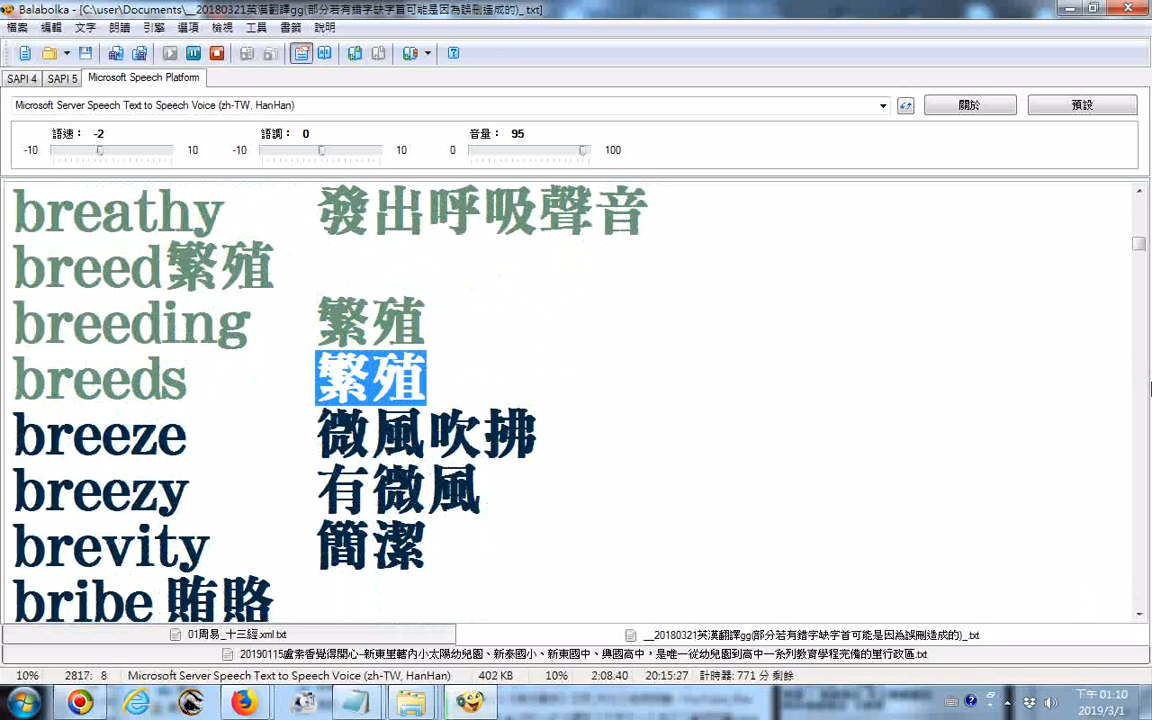 Balabolka - [C:\user\Documents\__20180321英漢翻譯gg(部分若有錯字缺字首可能是因為誤刪造成的)_.txt]
檔案 編輯 文字 朗讀 引擎 選項 檢視 工具 書籤 說明
SAPI 4 SAPI 5 Microsoft Speech Platform
Microsoft Server Speech Text to Speech Voice (zh-TW, HanHan) 關於 預設
語速： -2 語調： 0 音量： 95
-10 10 -10 10 0 100
breathy 發出呼吸聲音
breed繁殖
breeding 繁殖
breeds 繁殖
breeze 微風吹拂
breezy 有微風
brevity 簡潔
bribe 賄賂
01周易_十三經.xml.txt __20180321英漢翻譯gg(部分若有錯字缺字首可能是因為誤刪造成的)_.txt
20190115盧素香覺得開心--新東里轄內小太陽幼兒園、新泰國小、新東國中、興國高中，是唯一從幼兒園到高中一系列教育學程完備的里行政區.txt
10% 2817: 8 Microsoft Server Speech Text to Speech Voice (zh-TW, HanHan) 402 KB 10% 2:08.40 20:15:27 計時器: 771 分 剩餘
下午 01:10
2019/3/1